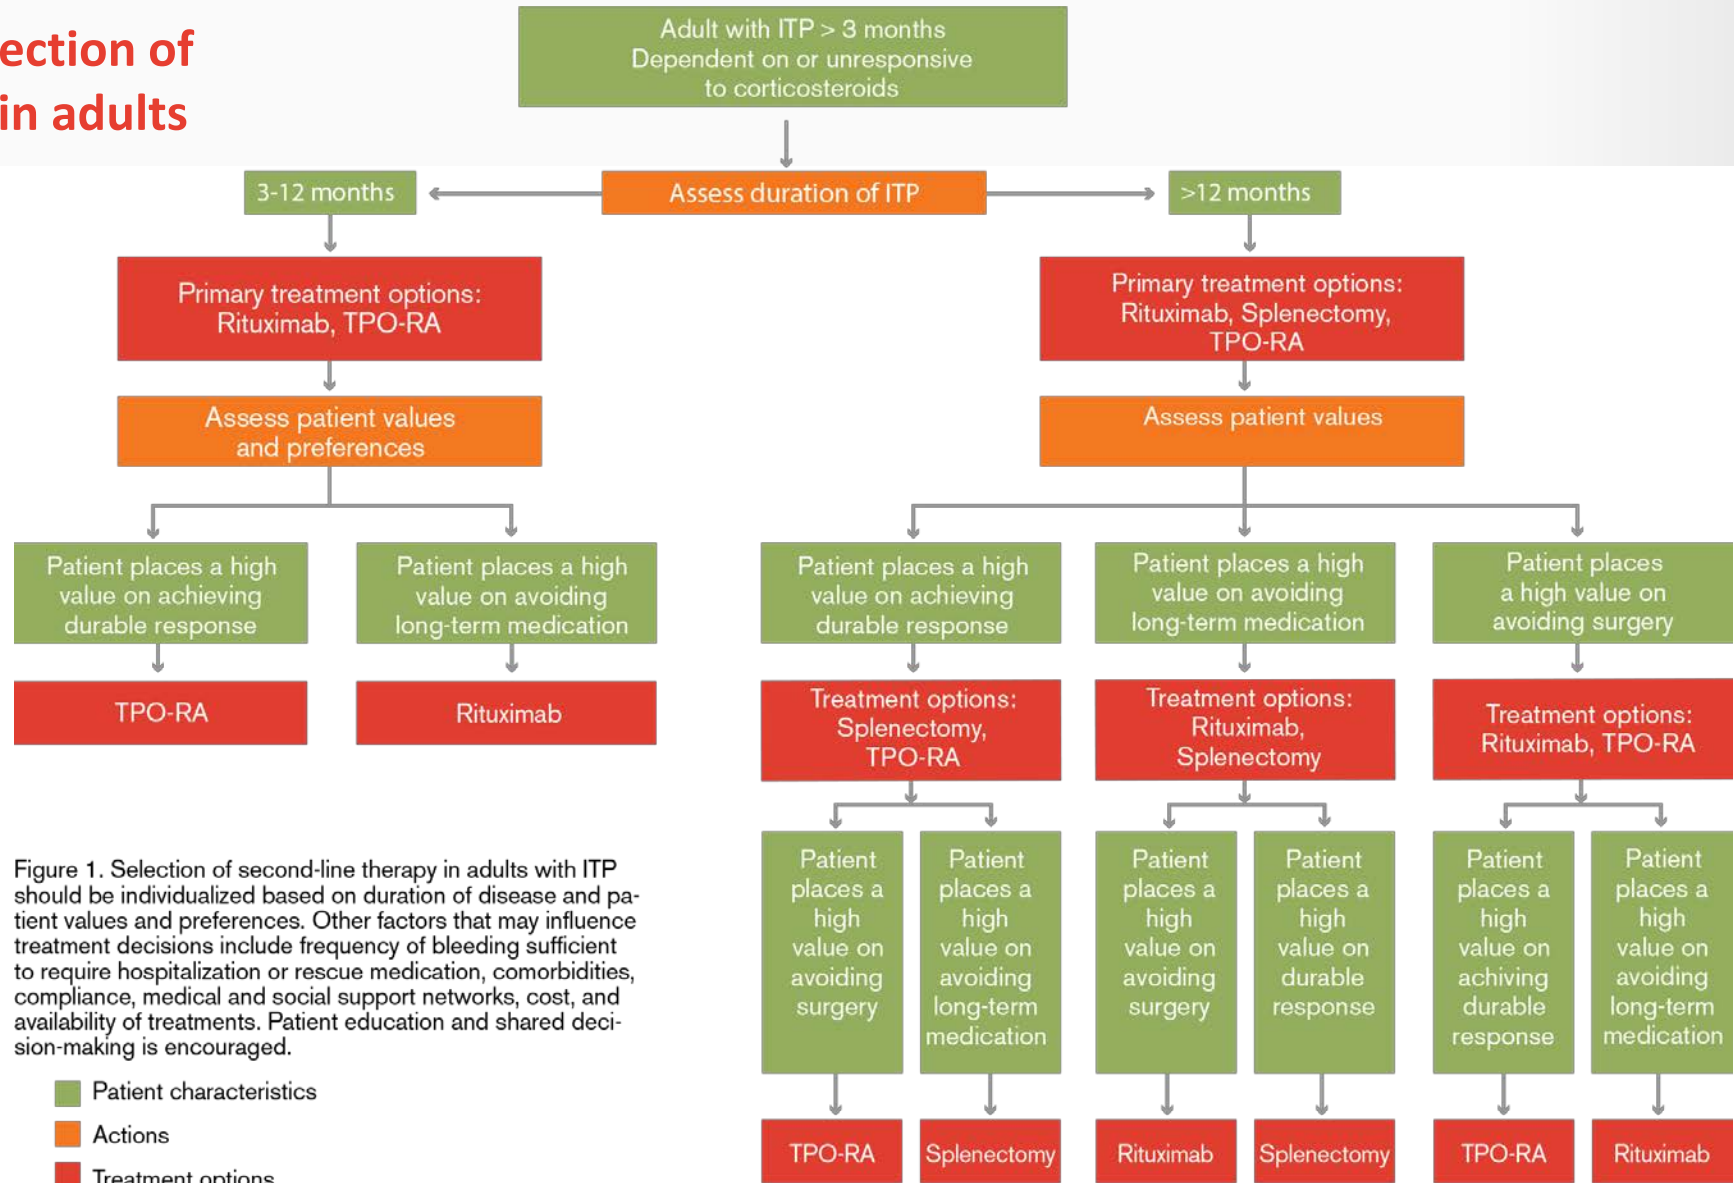 ection of
in adults
Adult with ITP > 3 months
Dependent on or unresponsive
to corticosteroids
3-12 months
Assess duration of ITP
>12 months
Primary treatment options:
Rituximab, TPO-RA
Primary treatment options:
Rituximab, Splenectomy,
TPO-RA
Assess patient values
and preferences
Assess patient values
Patient places a high
value on achieving
durable response
Patient places a high
value on avoiding
long-term medication
Patient places a high
value on achieving
durable response
Patient places a high
value on avoiding
long-term medication
Patient places
a high value on
avoiding surgery
TPO-RA
Rituximab
Treatment options:
Splenectomy,
TPO-RA
Treatment options:
Rituximab,
Splenectomy
Treatment options:
Rituximab, TPO-RA
Patient
places a
high
value on
avoiding
surgery
Patient
places a
high
value on
avoiding
long-term
medication
Patient
places a
high
value on
avoiding
surgery
Patient
places a
high
value on
durable
response
Patient
places a
high
value on
achiving
durable
response
Patient
places a
high
value on
avoiding
long-term
medication
TPO-RA
Splenectomy
Rituximab
Splenectomy
TPO-RA
Rituximab
Figure 1. Selection of second-line therapy in adults with ITP
should be individualized based on duration of disease and pa-
tient values and preferences. Other factors that may influence
treatment decisions include frequency of bleeding sufficient
to require hospitalization or rescue medication, comorbidities,
compliance, medical and social support networks, cost, and
availability of treatments. Patient education and shared deci-
sion-making is encouraged.
Patient characteristics
Actions
Treatment options